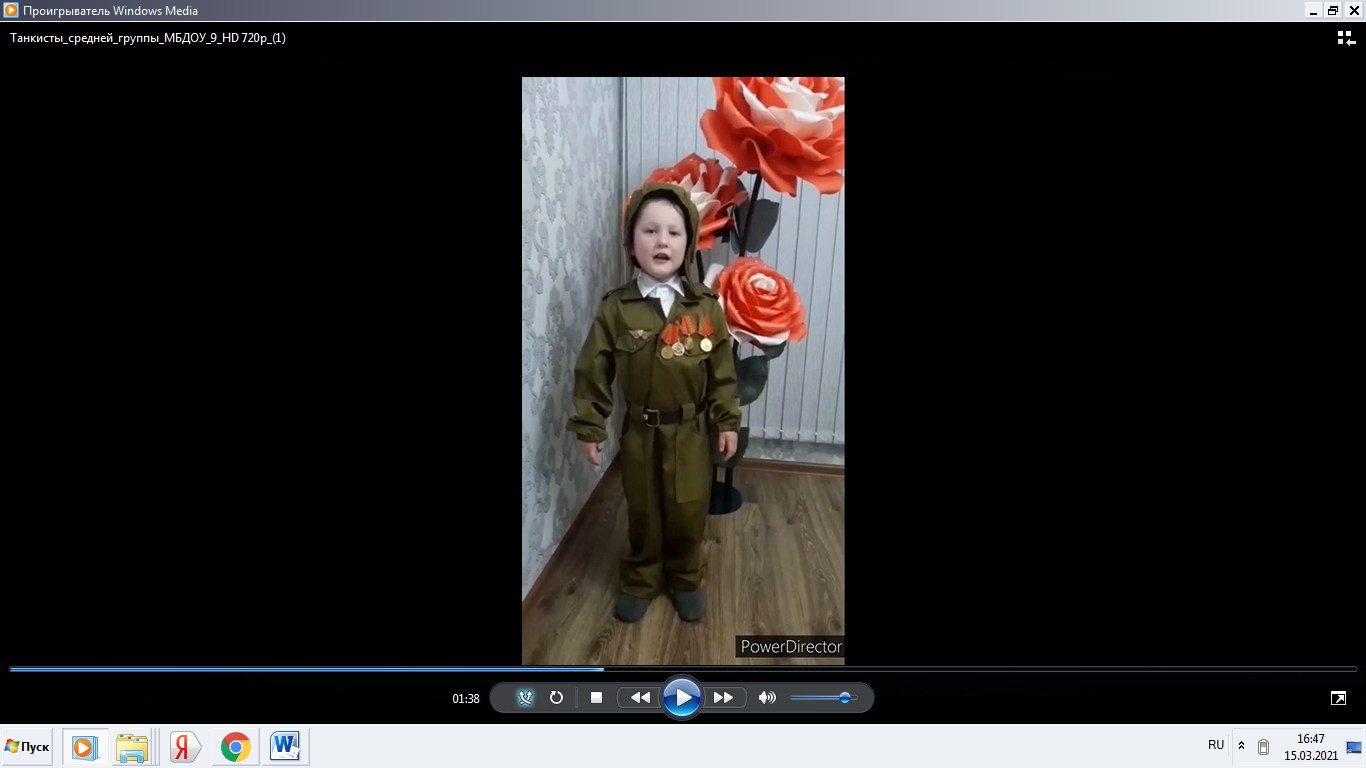 Проигрыватель Windows Media
Танкисты_средней_группы_МБДОУ_9_HD 720p_(1)
PowerDirector
01:38
Пуск
Я
W
RU
16:47
15.03.2021